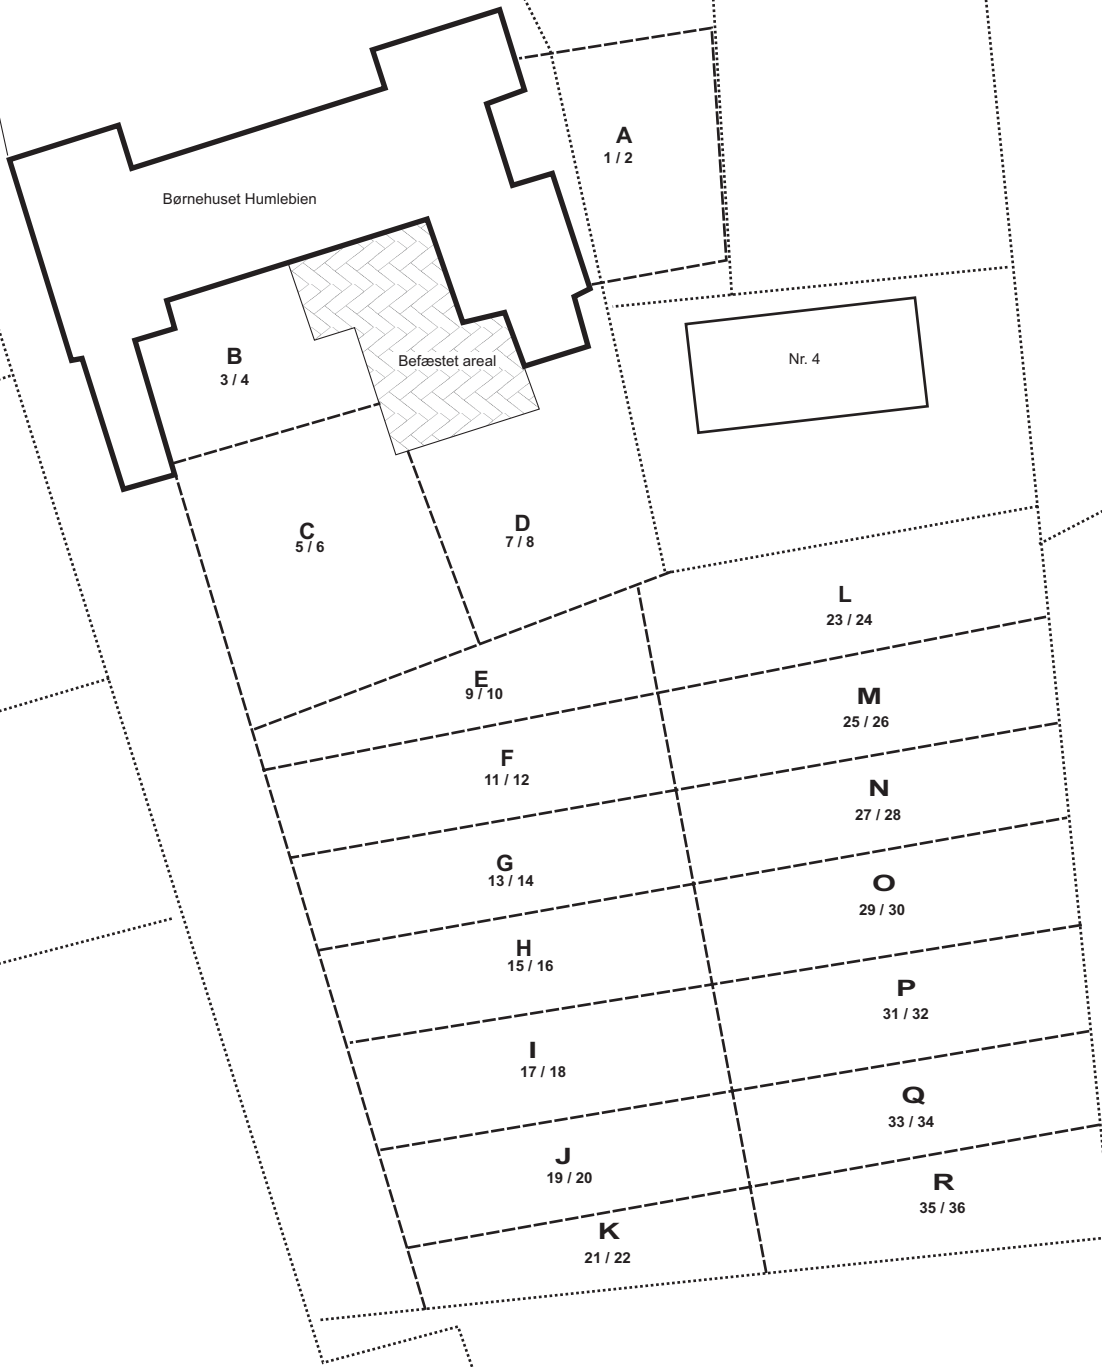 A
1 / 2
Børnehuset Humlebien
B
3 / 4
Befæstet areal
Nr. 4
C
5 / 6
D
7 / 8
E
9 / 10
F
11 / 12
G
13 / 14
H
15 / 16
I
17 / 18
J
19 / 20
K
21 / 22
L
23 / 24
M
25 / 26
N
27 / 28
O
29 / 30
P
31 / 32
Q
33 / 34
R
35 / 36